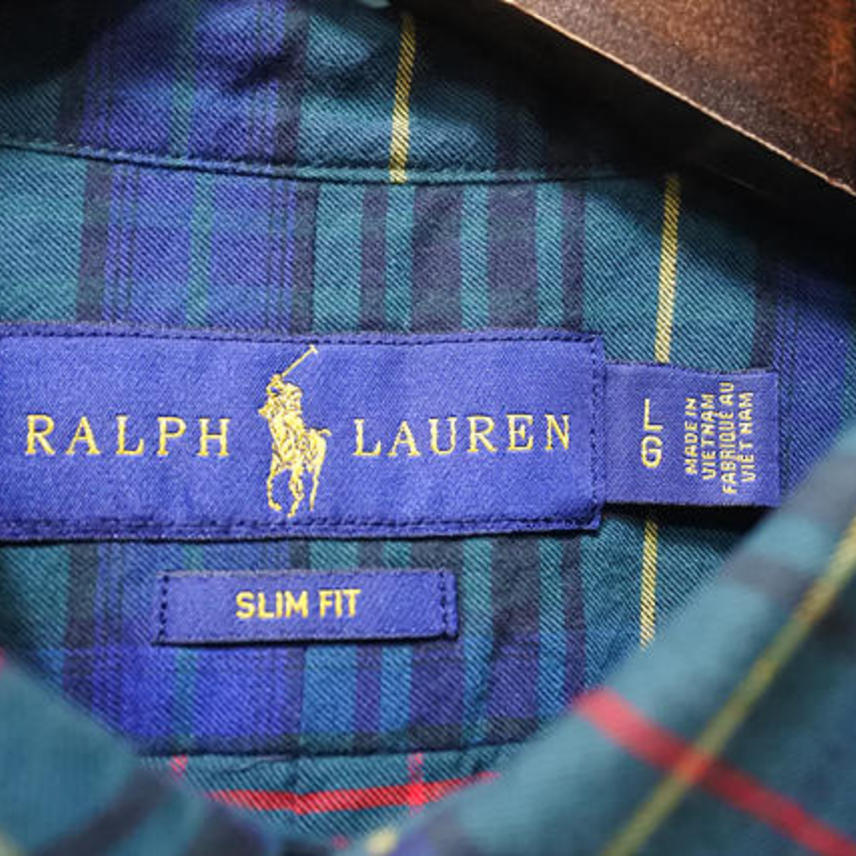 RALPH LAUREN
L
G
MADE IN
VIETNAM
FABRIQUÉ AU
VIÊT NAM
SLIM FIT